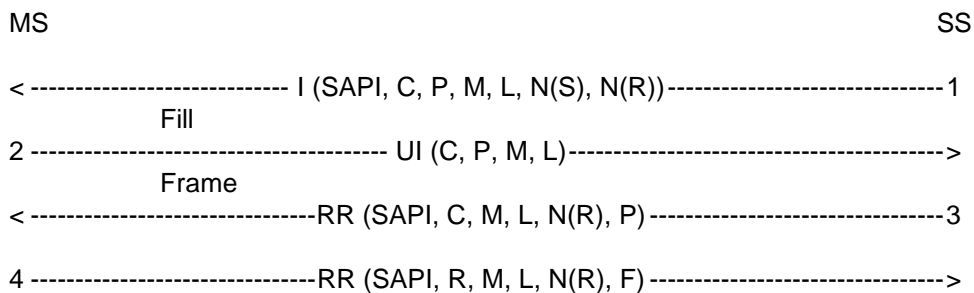 MS SS
< ----------------------------- I (SAPI, C, P, M, L, N(S), N(R))-------------------------------1
Fill
2 ---------------------------------------- UI (C, P, M, L)------------------------------------------>
Frame
< --------------------------------RR (SAPI, C, M, L, N(R), P) ---------------------------------3
4 --------------------------------RR (SAPI, R, M, L, N(R), F) --------------------------------->